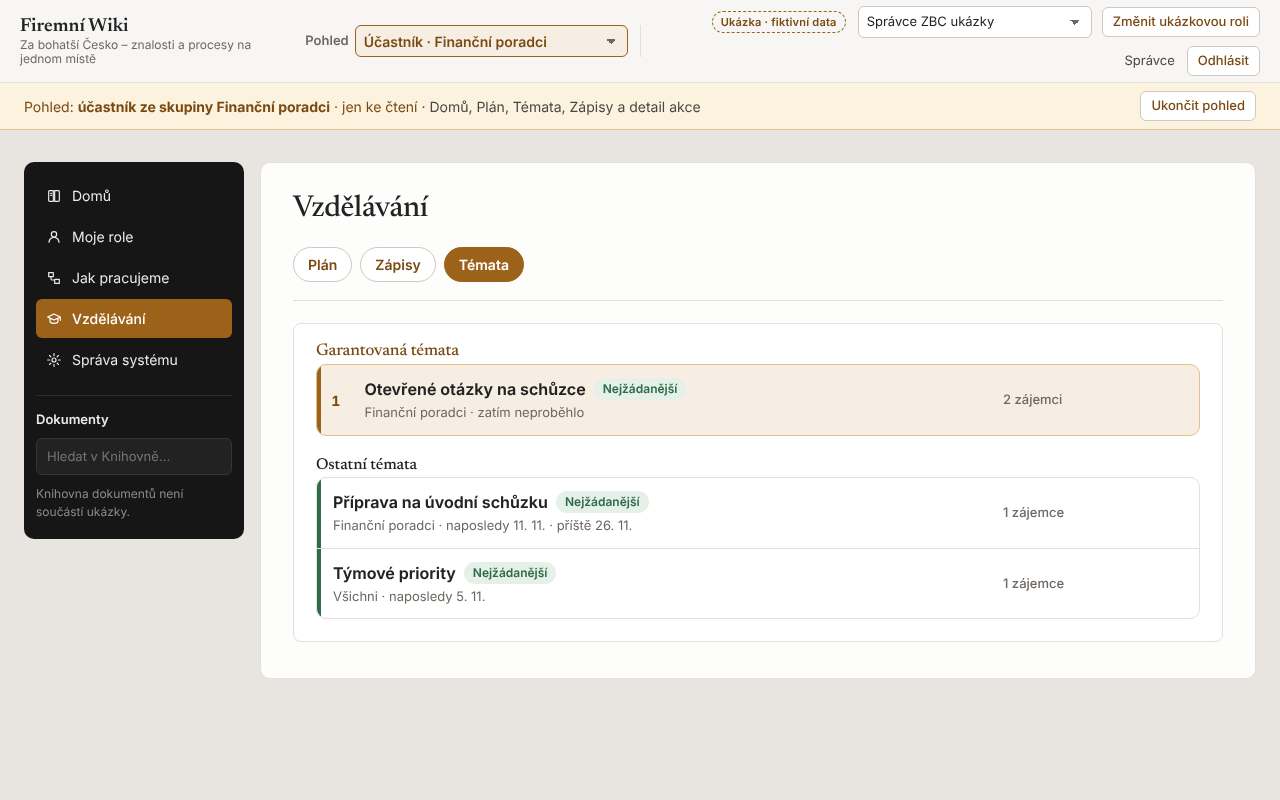 Firemní Wiki
Za bohatší Česko – znalosti a procesy na
jednom místě
Pohled
Účastník · Finanční poradci
Ukázka · fiktivní data
Správce ZBC ukázky
Změnit ukázkovou roli
Správce
Odhlásit
Pohled: účastník ze skupiny Finanční poradci · jen ke čtení · Domů, Plán, Témata, Zápisy a detail akce
Ukončit pohled
Domů
Moje role
Jak pracujeme
Vzdělávání
Správa systému
Dokumenty
Hledat v Knihovně...
Knihovna dokumentů není
součástí ukázky.
Vzdělávání
Plán
Zápisy
Témata
Garantovaná témata
1
Otevřené otázky na schůzce
Nejžádanější
Finanční poradci · zatím neproběhlo
2 zájemci
Ostatní témata
Příprava na úvodní schůzku
Nejžádanější
Finanční poradci · naposledy 11. 11. · příště 26. 11.
1 zájemce
Týmové priority
Nejžádanější
Všichni · naposledy 5. 11.
1 zájemce